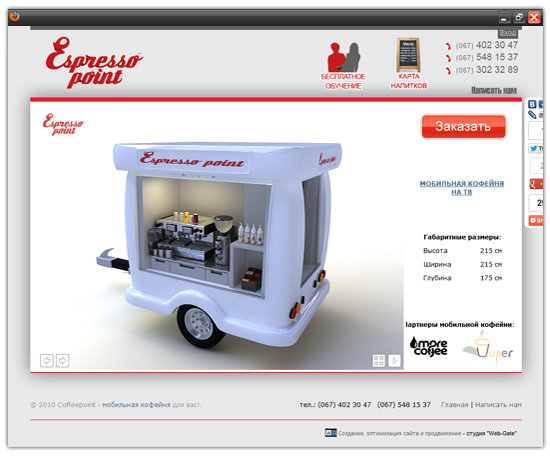 Вход
Espresso point
БЕСПЛАТНОЕ
ОБУЧЕНИЕ
Меню
КАРТА
НАПИТКОВ
(067) 402 30 47
(067) 548 15 37
(067) 302 32 89
Написать нам
Espresso point
Заказать
Espresso point
МОБИЛЬНАЯ КОФЕЙНЯ
НА ТВ
Габаритные размеры:
Высота 215 см
Ширина 215 см
Глубина 175 см
Партнеры мобильной кофейни:
more coffee
uper
© 2010 Coffeepoint - мобильная кофейня для вас!.
тел.: (067) 402 30 47 (067) 548 15 37 Главная | Написать нам
Создание, оптимизация сайта и продвижение - студия "Web-Gate"